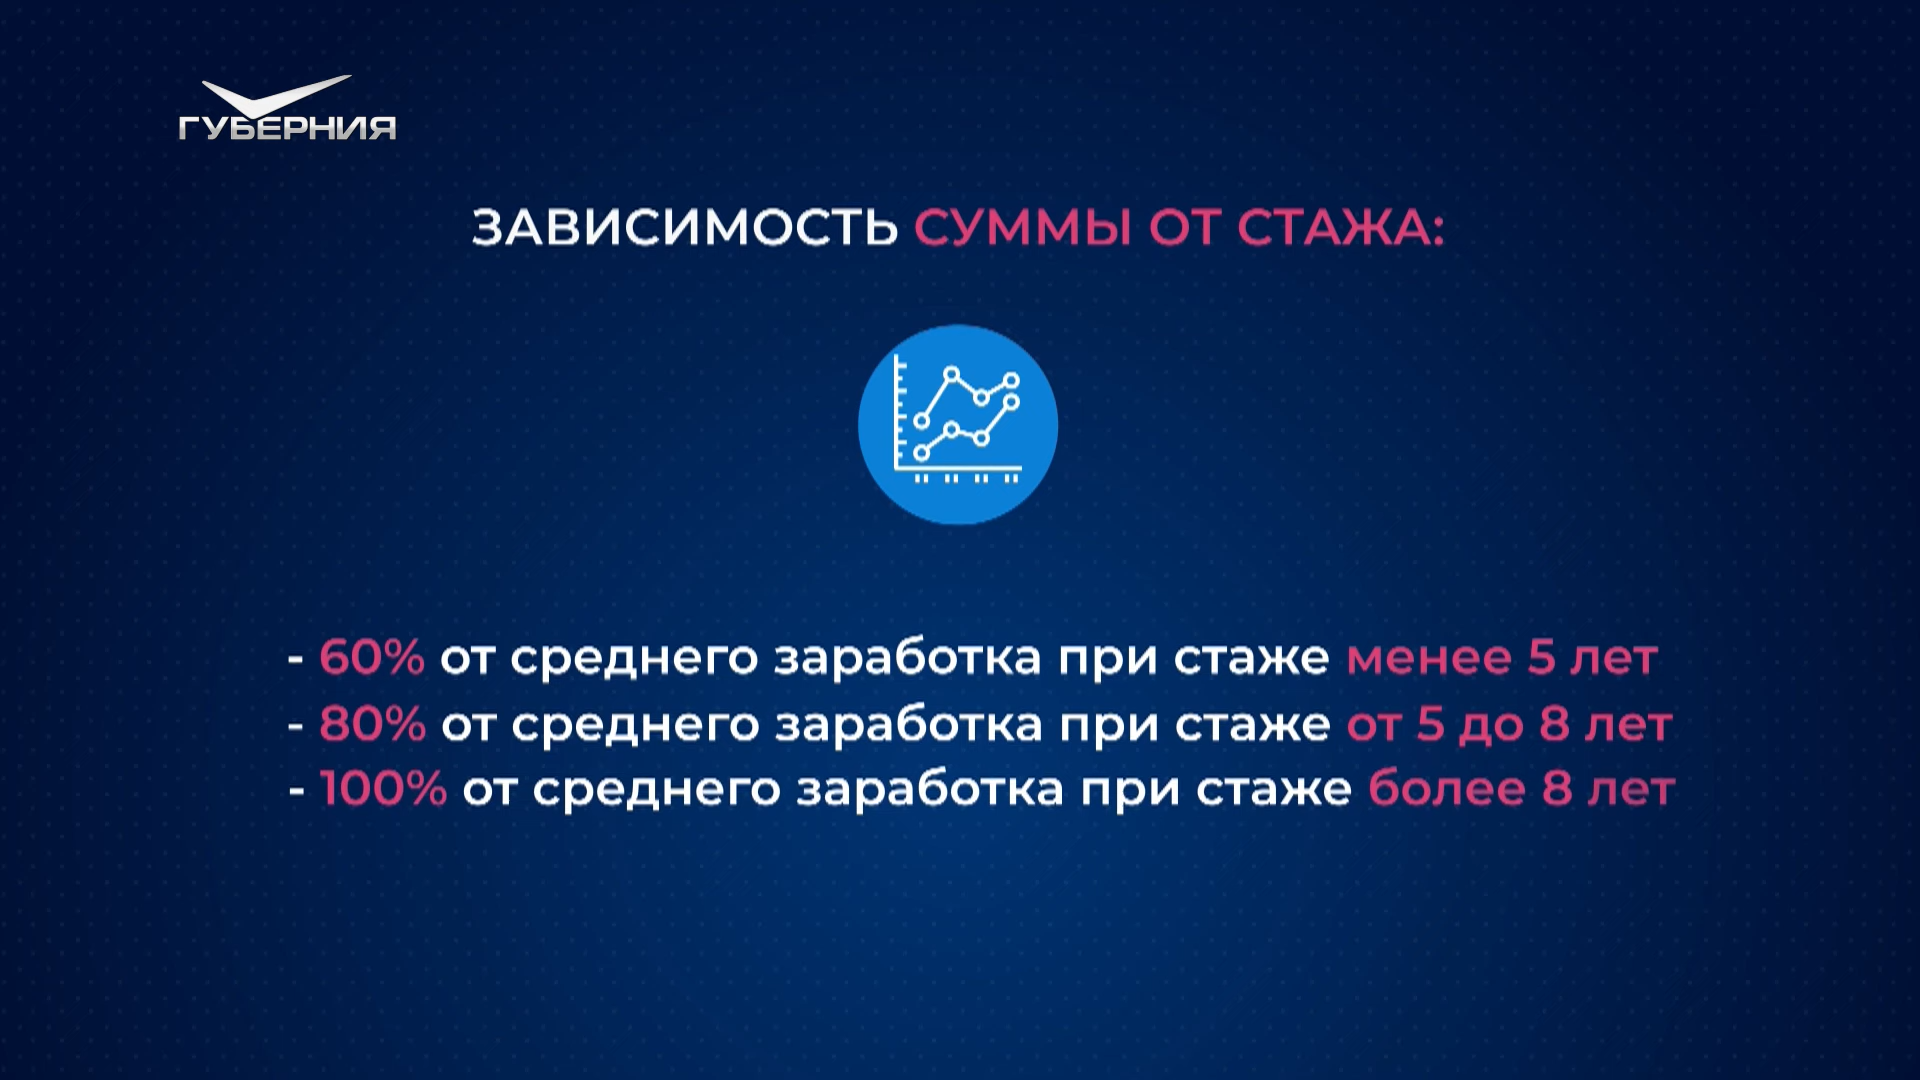 ГУБЕРНИЯ
ЗАВИСИМОСТЬ СУММЫ ОТ СТАЖА:
- 60% от среднего заработка при стаже менее 5 лет
- 80% от среднего заработка при стаже от 5 до 8 лет
- 100% от среднего заработка при стаже более 8 лет